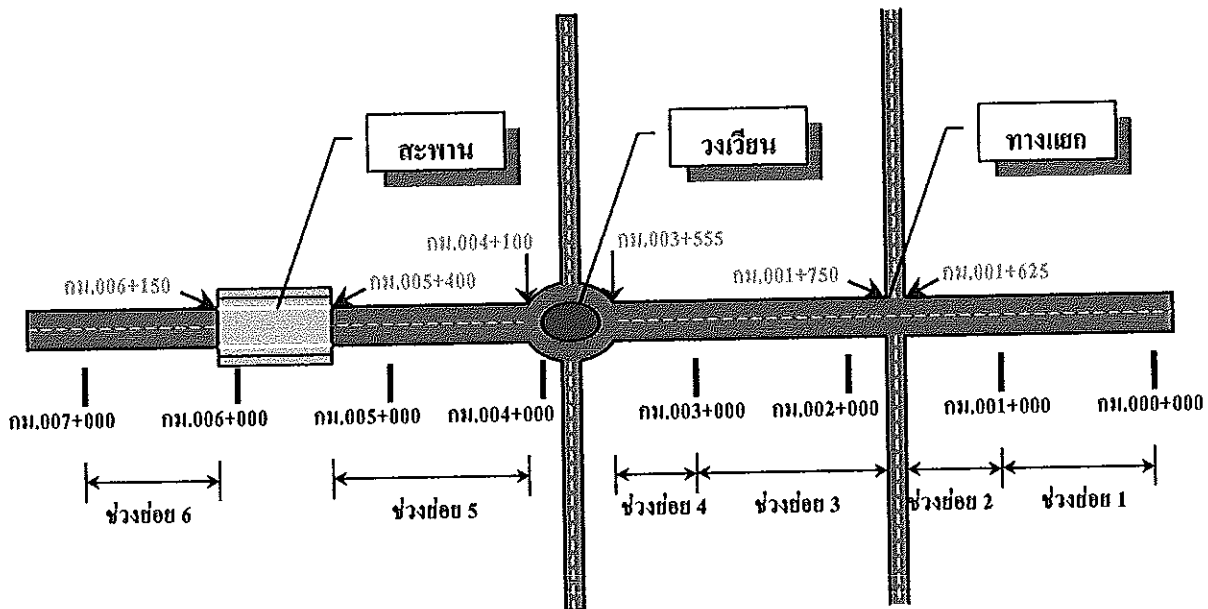 สะพาน
วงเวียน
ทางแยก
กม.004+100
กม.003+555
กม.006+150
กม.005+400
กม.001+750
กม.001+625
กม.007+000
กม.006+000
กม.005+000
กม.004+000
กม.003+000
กม.002+000
กม.001+000
กม.000+000
ช่วงย่อย 6
ช่วงย่อย 5
ช่วงย่อย 4
ช่วงย่อย 3
ช่วงย่อย 2
ช่วงย่อย 1